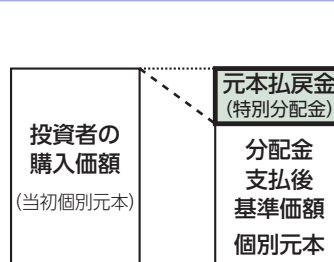 投資者の
購入価額
(当初個別元本)
元本払戻金
(特別分配金)
分配金
支払後
基準価額
個別元本